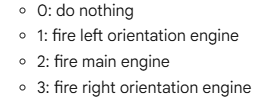 0: do nothing
1: fire left orientation engine
2: fire main engine
3: fire right orientation engine